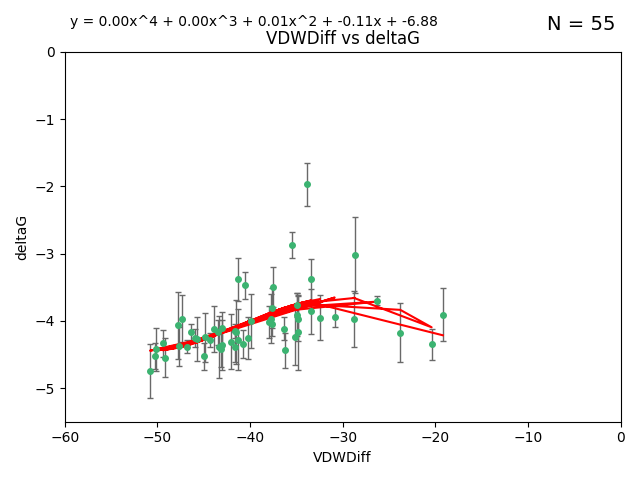 y = 0.00x^4 + 0.00x^3 + 0.01x^2 + -0.11x + -6.88
N = 55
VDWDiff vs deltaG
0
−1
−2
−3
−4
−5
deltaG
−60 −50 −40 −30 −20 −10 0
VDWDiff